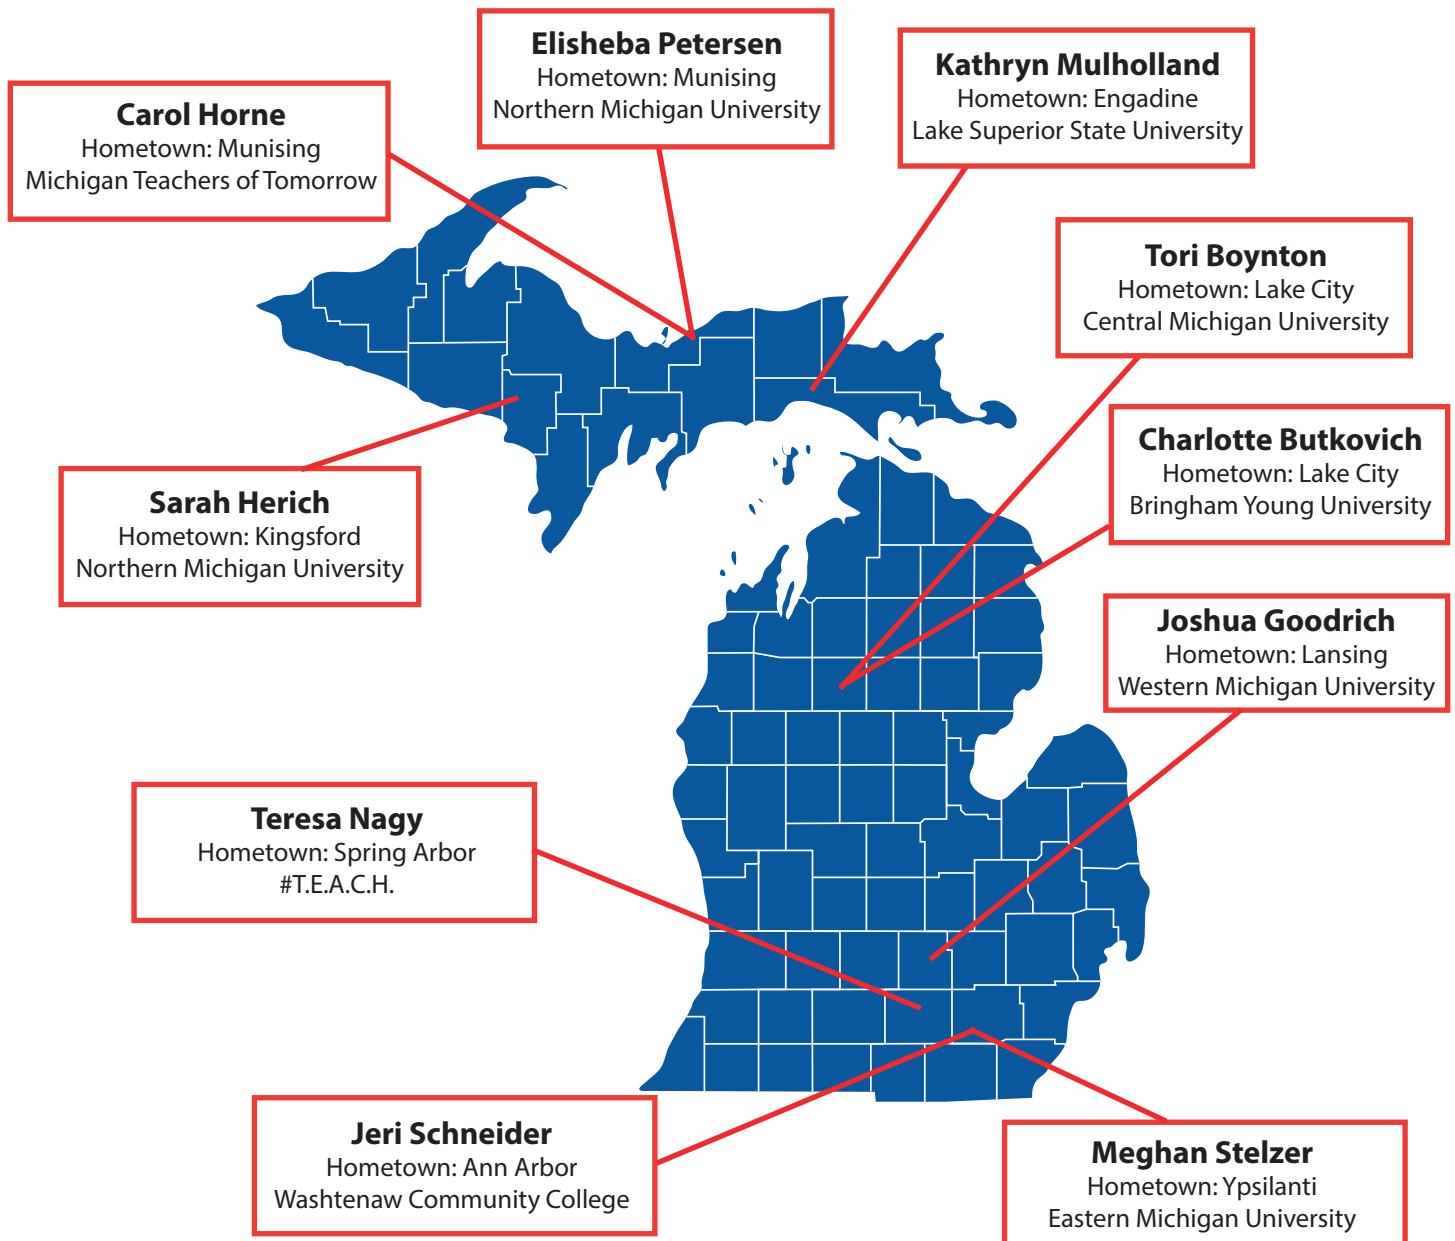 Elisheba Petersen
Hometown: Munising
Northern Michigan University
Kathryn Mulholland
Hometown: Engadine
Lake Superior State University
Carol Horne
Hometown: Munising
Michigan Teachers of Tomorrow
Tori Boynton
Hometown: Lake City
Central Michigan University
Charlotte Butkovich
Hometown: Lake City
Bringham Young University
Sarah Herich
Hometown: Kingsford
Northern Michigan University
Joshua Goodrich
Hometown: Lansing
Western Michigan University
Teresa Nagy
Hometown: Spring Arbor
#T.E.A.C.H.
Jeri Schneider
Hometown: Ann Arbor
Washtenaw Community College
Meghan Stelzer
Hometown: Ypsilanti
Eastern Michigan University